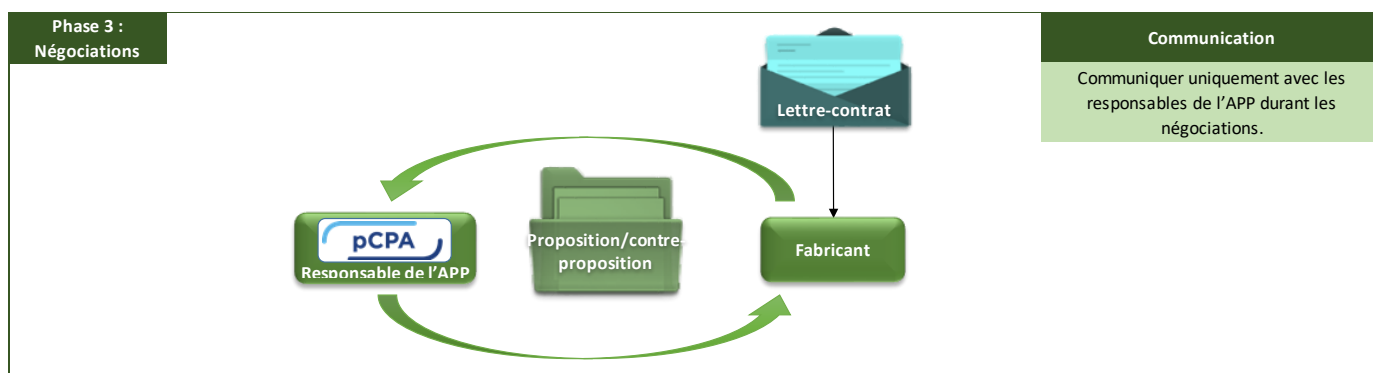 Phase 3 :
Négociations
Lettre-contrat
Communication
Communiquer uniquement avec les
responsables de l’APP durant les
négociations.
pCPA
Responsable de l’APP
Proposition/contre-
proposition
Fabricant